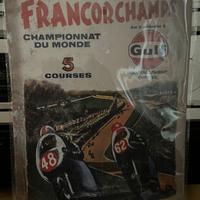 FRANCORCHAMPS
CHAMPIONNAT
DU MONDE
Gulf
5
COURSES
48
62